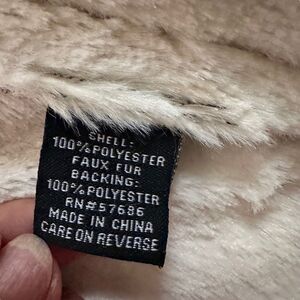 SHELL:
100%POLYESTER
FAUX FUR
BACKING:
100%POLYESTER
RN#57686
MADE IN CHINA
CARE ON REVERSE